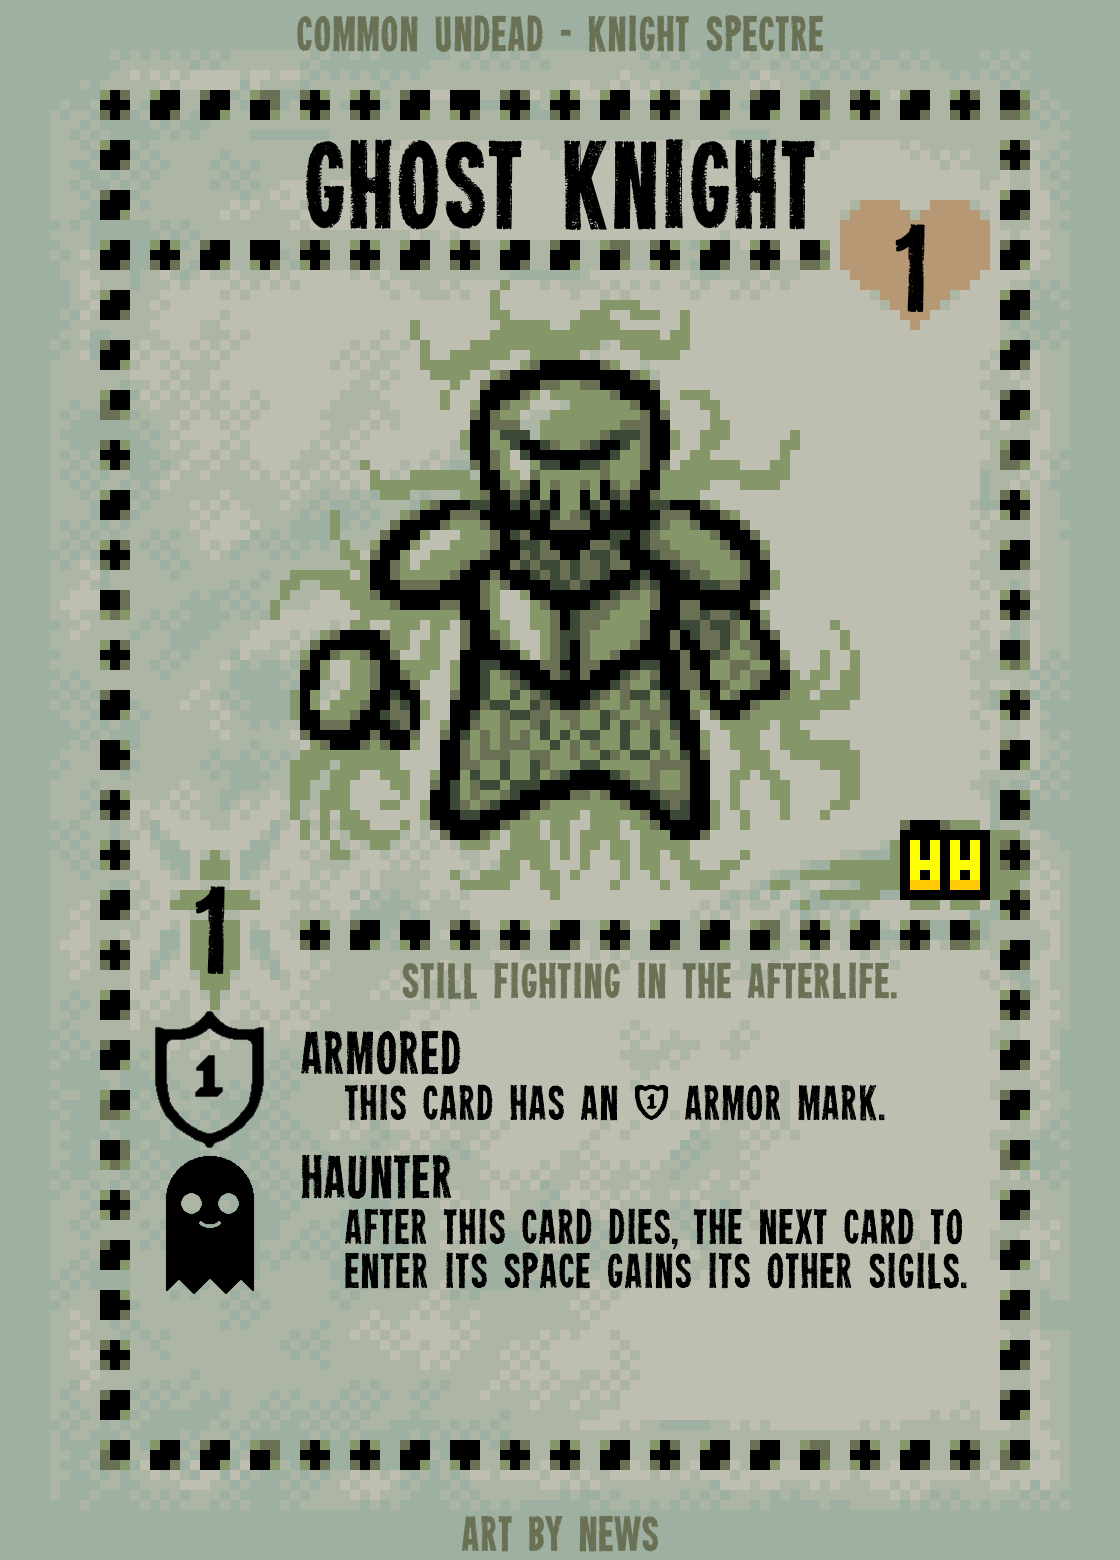 COMMON UNDEAD - KNIGHT SPECTRE
GHOST KNIGHT
1
1
STILL FIGHTING IN THE AFTERLIFE.
1
ARMORED
THIS CARD HAS AN 1 ARMOR MARK.
HAUNTER
AFTER THIS CARD DIES, THE NEXT CARD TO
ENTER ITS SPACE GAINS ITS OTHER SIGILS.
ART BY NEWS